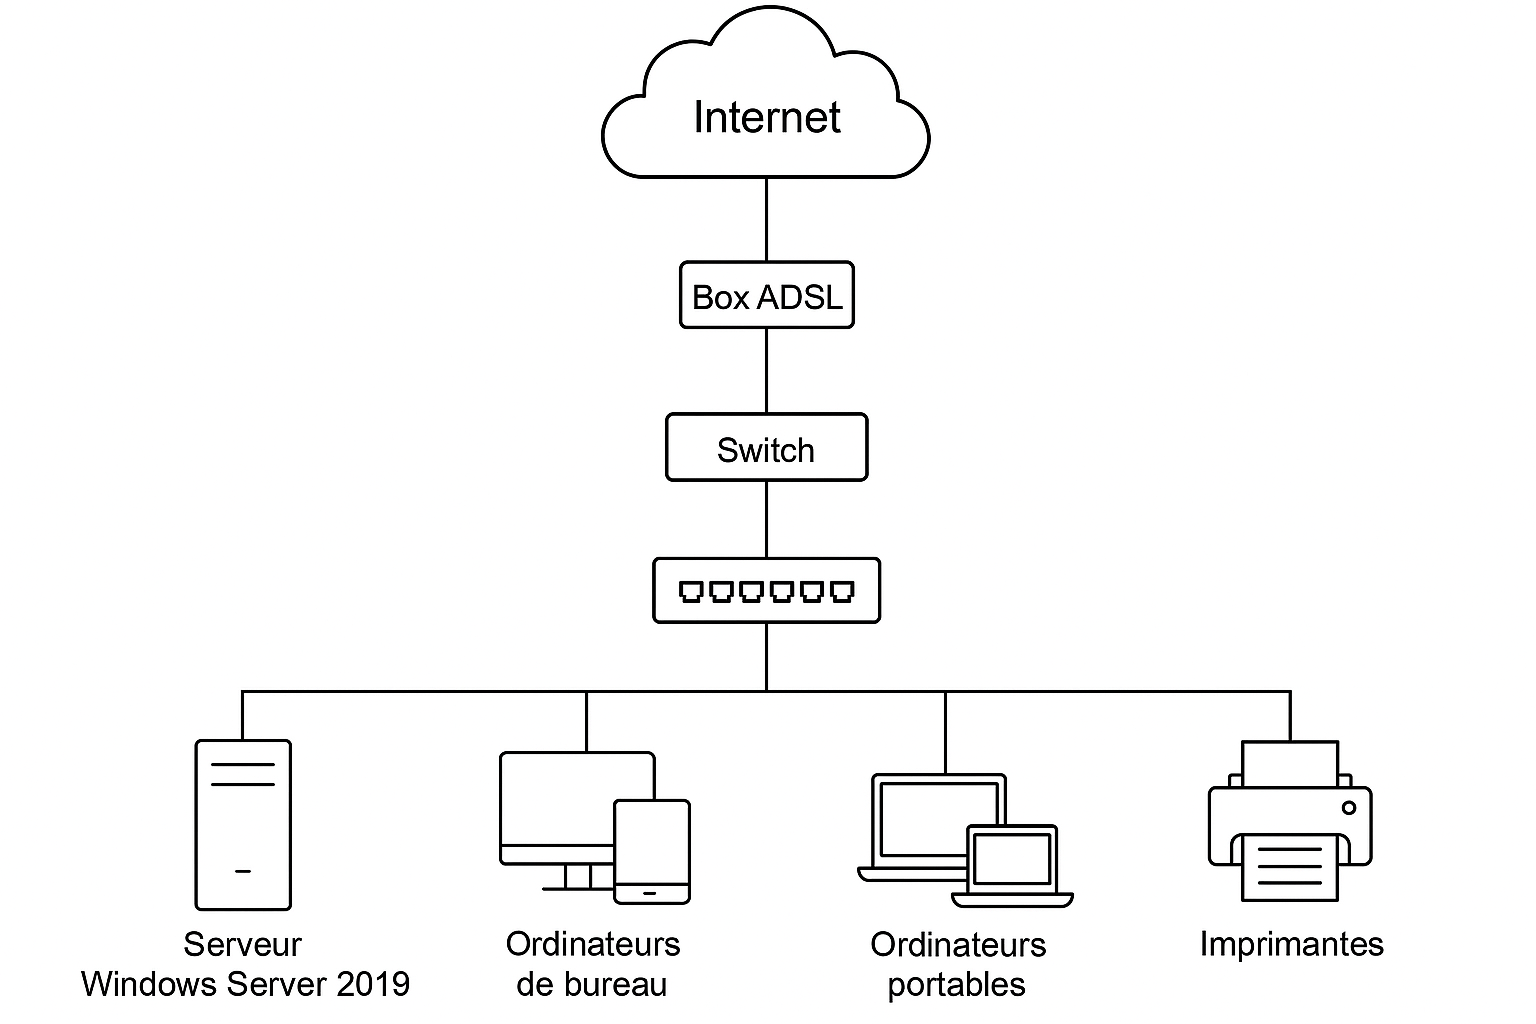 Internet
Box ADSL
Switch
Serveur
Windows Server 2019
Ordinateurs
de bureau
Ordinateurs
portables
Imprimantes